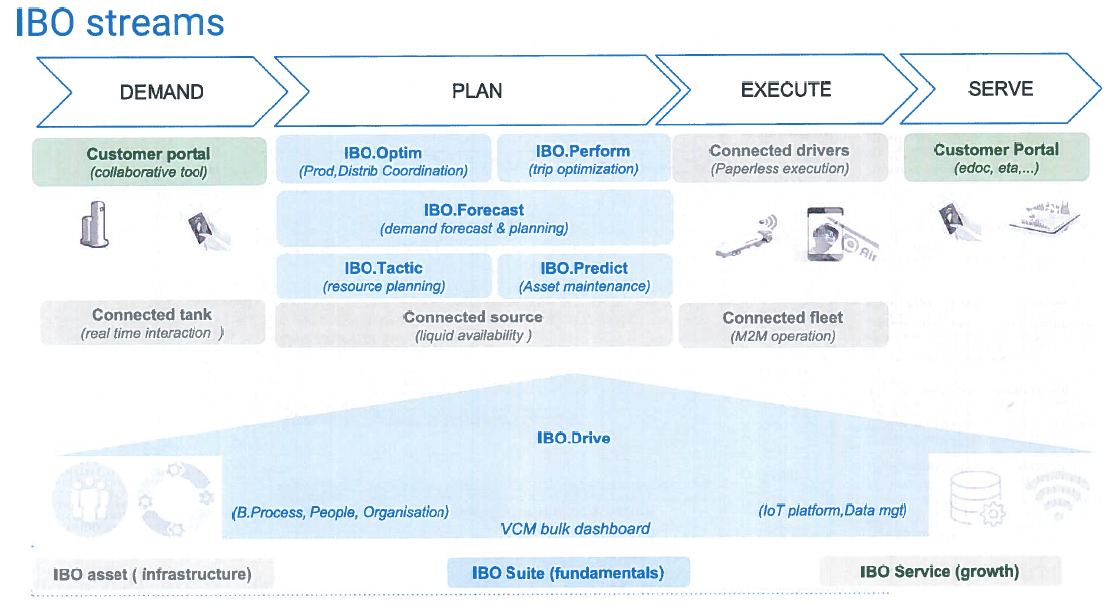 IBO streams
DEMAND
PLAN
EXECUTE
SERVE
Customer portal
(collaborative tool)
IBO.Optim
(Prod,Distrib Coordination)
IBO.Perform
(trip optimization)
Connected drivers
(Paperless execution)
Customer Portal
(edoc, eta,...)
IBO.Forecast
(demand forecast & planning)
Air
IBO.Tactic
(resource planning)
IBO.Predict
(Asset maintenance)
Connected tank
(real time interaction )
Connected source
(liquid availability )
Connected fleet
(M2M operation)
IBO.Drive
(B.Process, People, Organisation)
(IoT platform,Data mgt)
VCM bulk dashboard
IBO asset ( infrastructure)
IBO Suite (fundamentals)
IBO Service (growth)